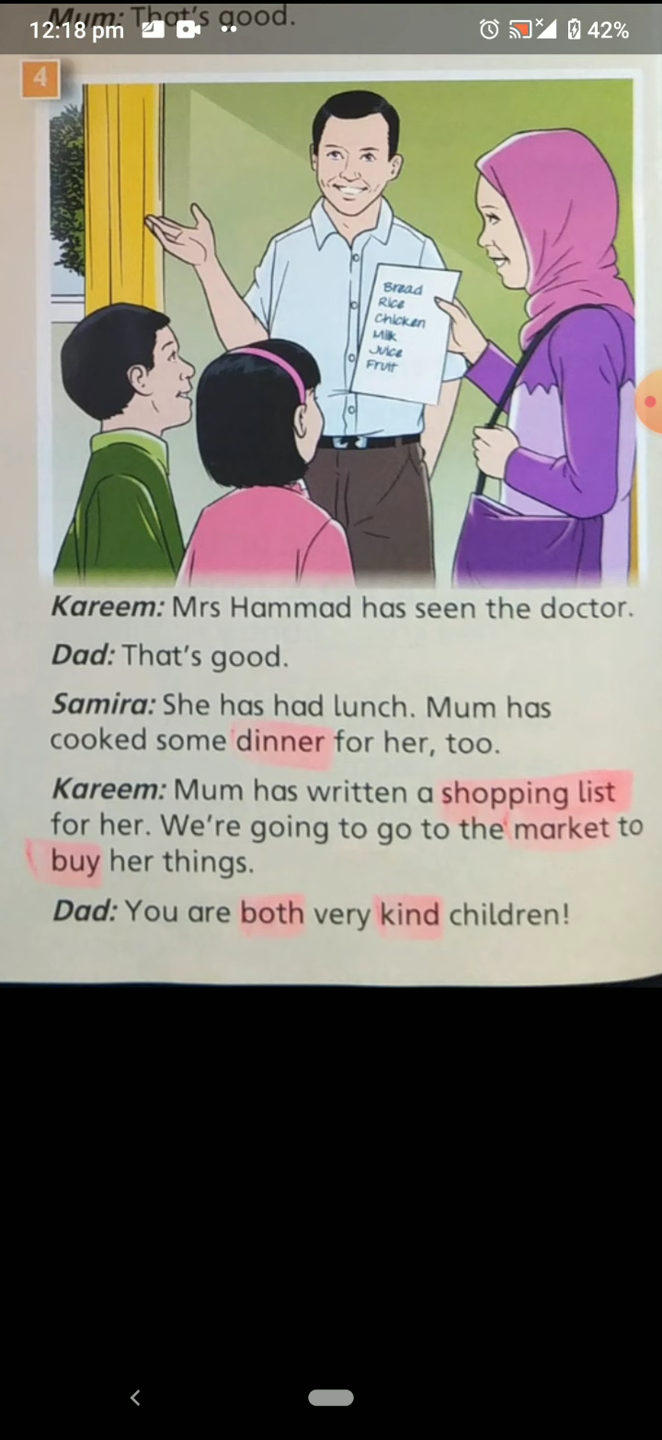 Mum: That's good.
12:18 pm
42%
4
Bread
Rice
Chicken
Milk
Juice
Fruit
Kareem: Mrs Hammad has seen the doctor.
Dad: That's good.
Samira: She has had lunch. Mum has
cooked some dinner for her, too.
Kareem: Mum has written a shopping list
for her. We're going to go to the market to
buy her things.
Dad: You are both very kind children!